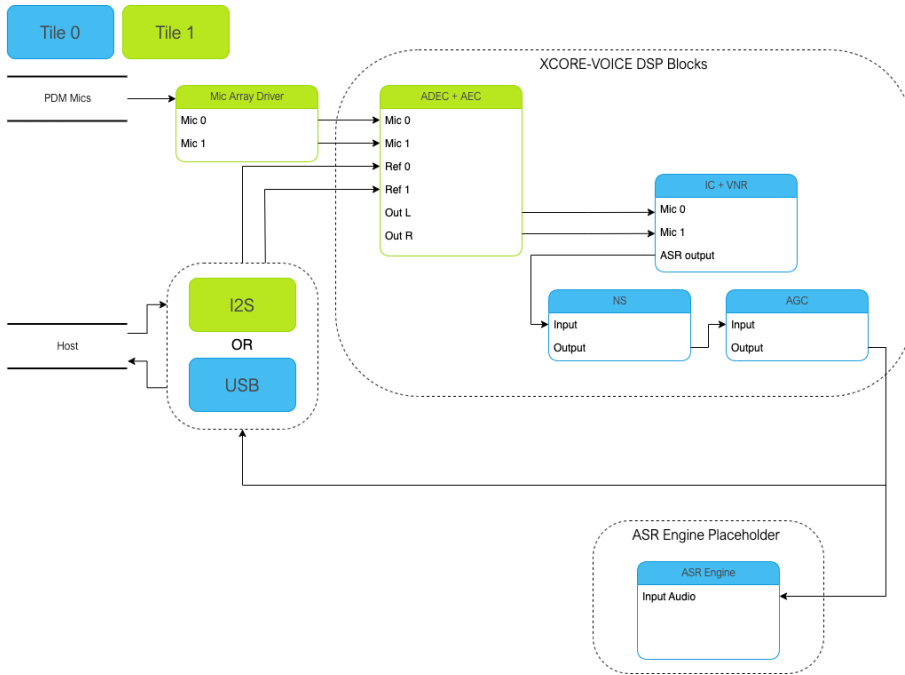 Tile 0
Tile 1
XCORE-VOICE DSP Blocks
PDM Mics
Mic Array Driver
Mic 0
Mic 1
ADEC + AEC
Mic 0
Mic 1
Ref 0
Ref 1
Out L
Out R
IC + VNR
Mic 0
Mic 1
ASR output
NS
Input
Output
AGC
Input
Output
Host
I2S
OR
USB
ASR Engine Placeholder
ASR Engine
Input Audio